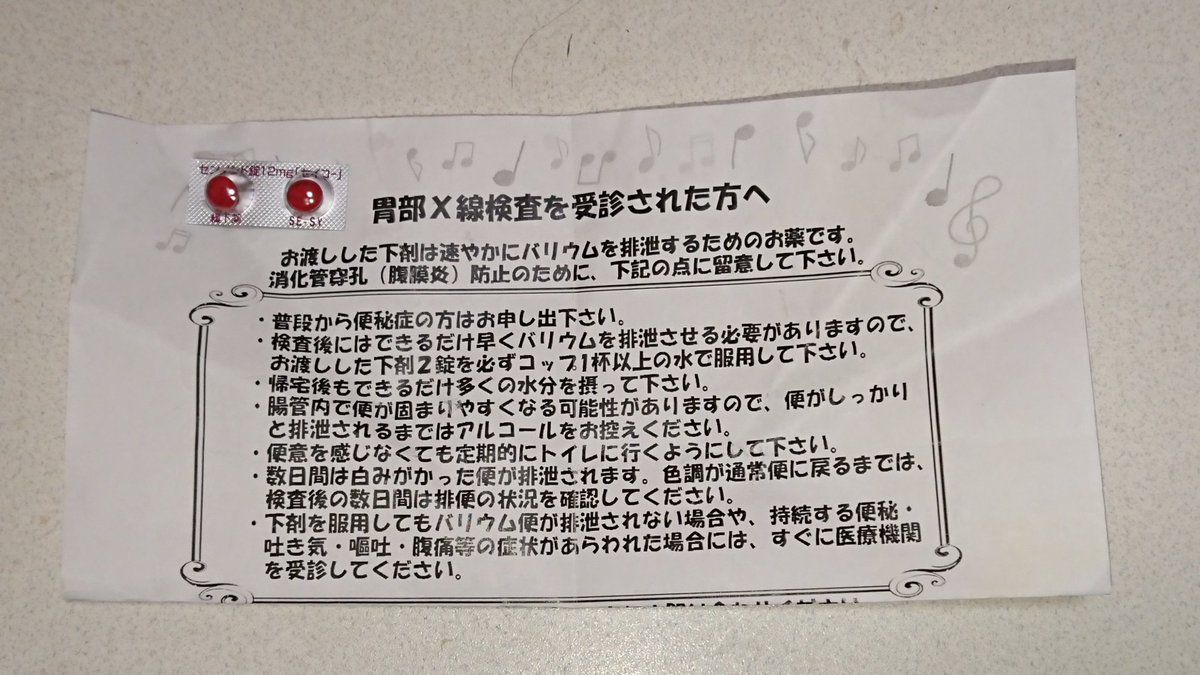 センノシド錠12mg「セイコー」
緩下剤 SE-SY
胃部X線検査を受診された方へ
お渡しした下剤は速やかにバリウムを排泄するためのお薬です。
消化管穿孔（腹膜炎）防止のために、下記の点に留意して下さい。
・普段から便秘症の方はお申し出下さい。
・検査後にはできるだけ早くバリウムを排泄させる必要がありますので、
お渡しした下剤2錠を必ずコップ1杯以上の水で服用して下さい。
・帰宅後もできるだけ多くの水分を摂って下さい。
・腸管内で便が固まりやすくなる可能性がありますので、便がしっかり
と排泄されるまではアルコールをお控えください。
・便意を感じなくても定期的にトイレに行くようにして下さい。
・数日間は白みがかった便が排泄されます。色調が通常便に戻るまでは、
検査後の数日間は排便の状況を確認してください。
・下剤を服用してもバリウム便が排泄されない場合や、持続する便秘・
吐き気・嘔吐・腹痛等の症状があらわれた場合には、すぐに医療機関
を受診してください。